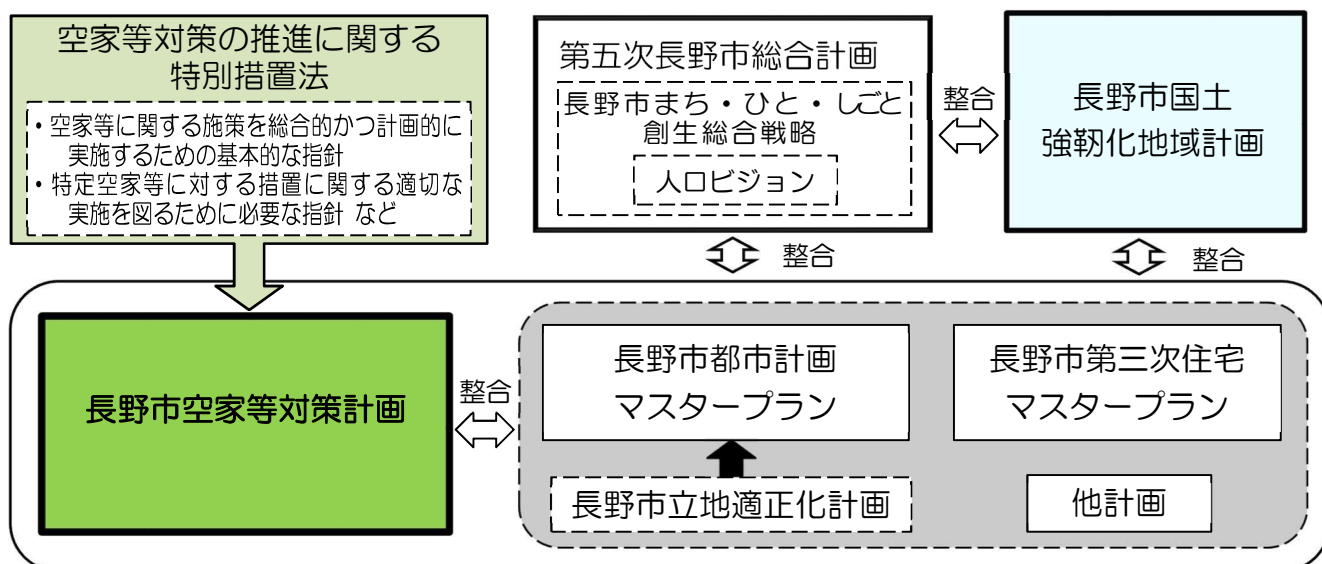 空家等対策の推進に関する
特別措置法
・空家等に関する施策を総合的かつ計画的に
実施するための基本的な指針
・特定空家等に対する措置に関する適切な
実施を図るために必要な指針 など
第五次長野市総合計画
長野市まち・ひと・しごと
創生総合戦略
人口ビジョン
整合
長野市国土
強靭化地域計画
整合
整合
長野市空家等対策計画
整合
長野市都市計画
マスタープラン
長野市第三次住宅
マスタープラン
長野市立地適正化計画
他計画